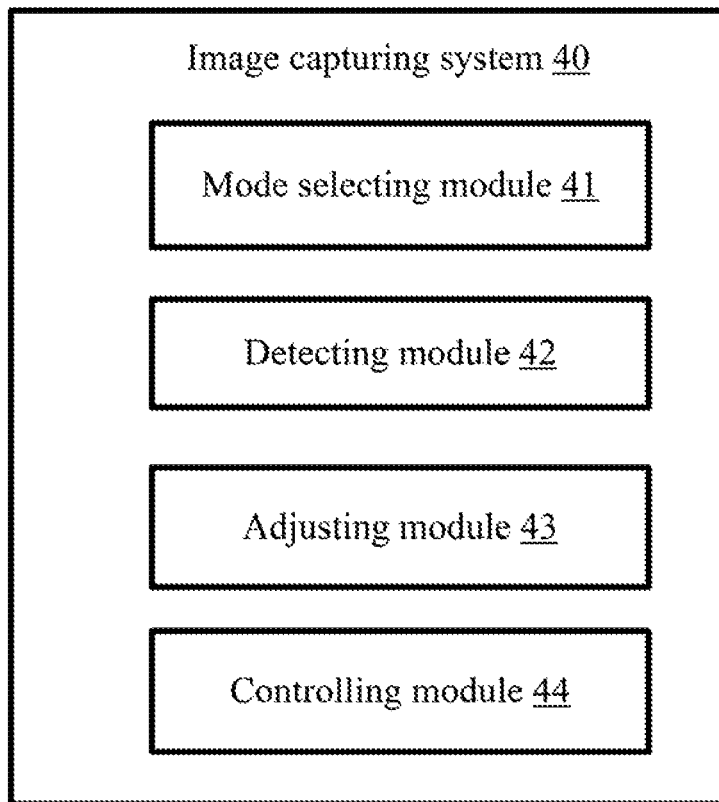 Image capturing system 40
Mode selecting module 41
Detecting module 42
Adjusting module 43
Controlling module 44